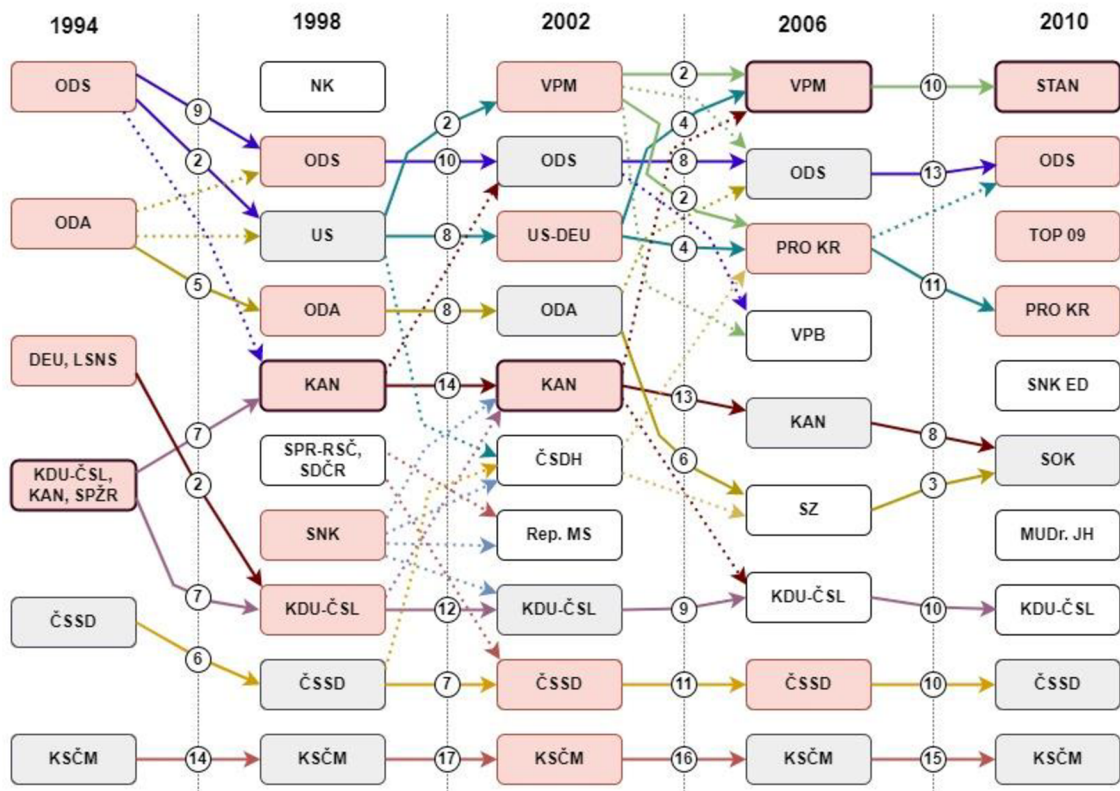 1994
1998
2002
2006
2010
ODS
ODA
DEU, LSNS
KDU-ČSL,
KAN, SPŽR
ČSSD
KSČM
9
2
5
7
2
7
6
14
NK
ODS
US
ODA
KAN
SPR-RSČ,
SDČR
SNK
KDU-ČSL
ČSSD
KSČM
2
10
8
8
14
12
7
17
VPM
ODS
US-DEU
ODA
KAN
ČSDH
Rep. MS
KDU-ČSL
ČSSD
KSČM
2
4
8
2
4
13
6
9
11
16
VPM
ODS
PRO KR
VPB
KAN
SZ
KDU-ČSL
ČSSD
KSČM
10
13
11
8
3
10
10
15
STAN
ODS
TOP 09
PRO KR
SNK ED
SOK
MUDr. JH
KDU-ČSL
ČSSD
KSČM